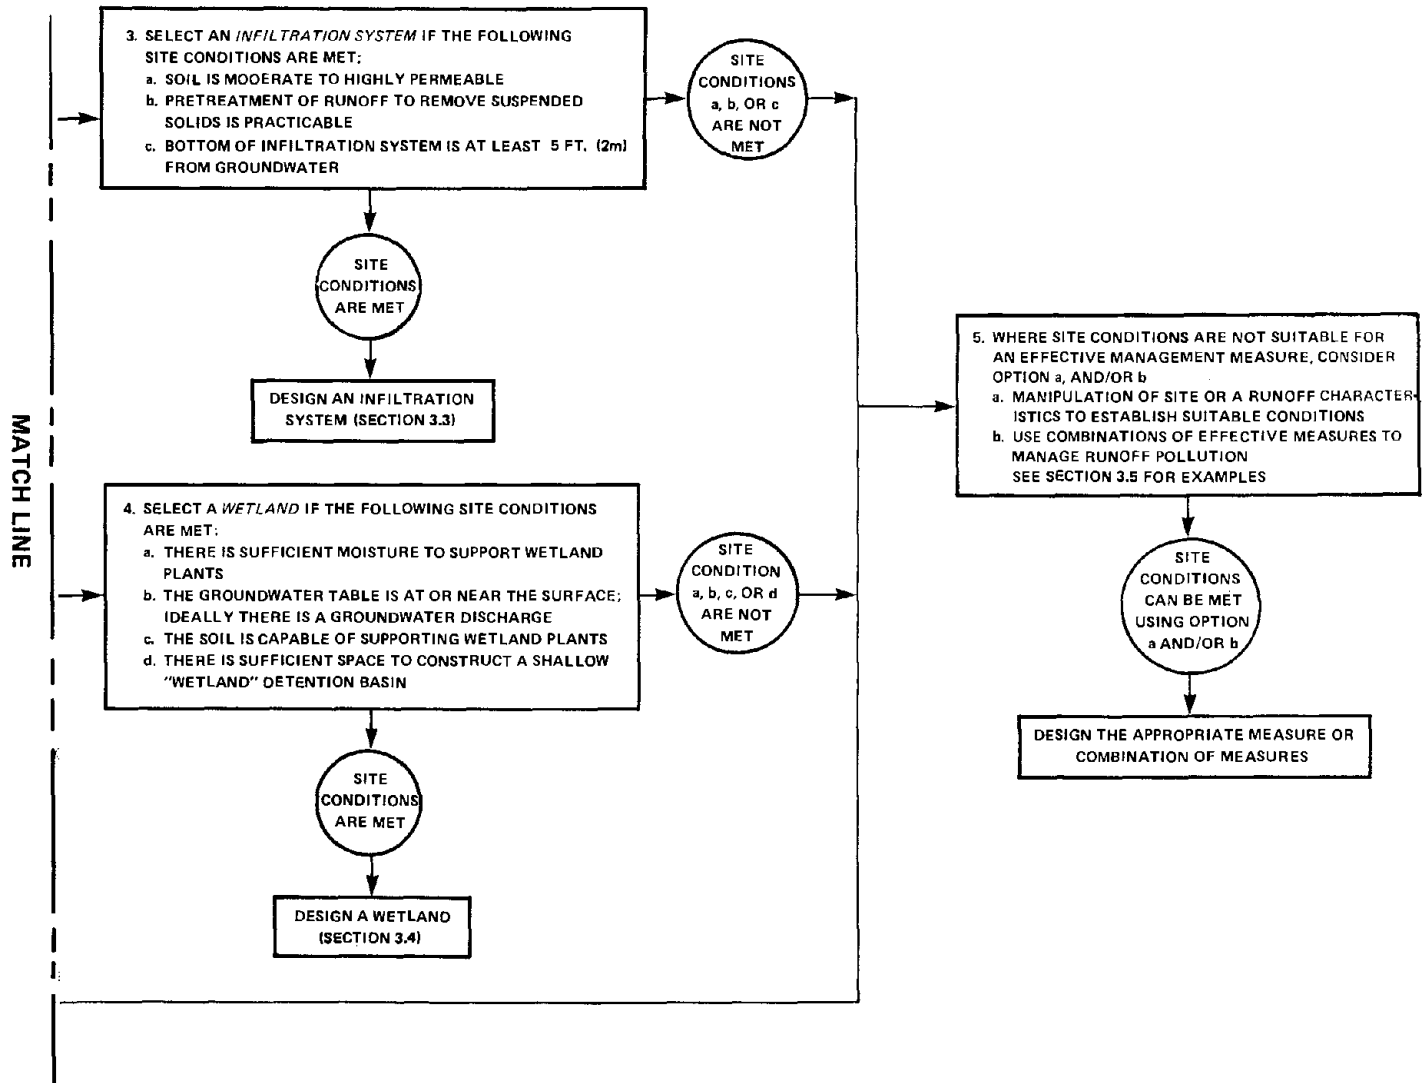 MATCH LINE
3. SELECT AN INFILTRATION SYSTEM IF THE FOLLOWING
SITE CONDITIONS ARE MET:
a. SOIL IS MODERATE TO HIGHLY PERMEABLE
b. PRETREATMENT OF RUNOFF TO REMOVE SUSPENDED
SOLIDS IS PRACTICABLE
c. BOTTOM OF INFILTRATION SYSTEM IS AT LEAST 5 FT. (2m)
FROM GROUNDWATER
SITE
CONDITIONS
a, b, OR c
ARE NOT
MET
SITE
CONDITIONS
ARE MET
DESIGN AN INFILTRATION
SYSTEM (SECTION 3.3)
4. SELECT A WETLAND IF THE FOLLOWING SITE CONDITIONS
ARE MET:
a. THERE IS SUFFICIENT MOISTURE TO SUPPORT WETLAND
PLANTS
b. THE GROUNDWATER TABLE IS AT OR NEAR THE SURFACE;
IDEALLY THERE IS A GROUNDWATER DISCHARGE
c. THE SOIL IS CAPABLE OF SUPPORTING WETLAND PLANTS
d. THERE IS SUFFICIENT SPACE TO CONSTRUCT A SHALLOW
"WETLAND" DETENTION BASIN
SITE
CONDITION
a, b, c, OR d
ARE NOT
MET
SITE
CONDITIONS
ARE MET
DESIGN A WETLAND
(SECTION 3.4)
5. WHERE SITE CONDITIONS ARE NOT SUITABLE FOR
AN EFFECTIVE MANAGEMENT MEASURE, CONSIDER
OPTION a, AND/OR b
a. MANIPULATION OF SITE OR A RUNOFF CHARACTER-
ISTICS TO ESTABLISH SUITABLE CONDITIONS
b. USE COMBINATIONS OF EFFECTIVE MEASURES TO
MANAGE RUNOFF POLLUTION
SEE SECTION 3.5 FOR EXAMPLES
SITE
CONDITIONS
CAN BE MET
USING OPTION
a AND/OR b
DESIGN THE APPROPRIATE MEASURE OR
COMBINATION OF MEASURES